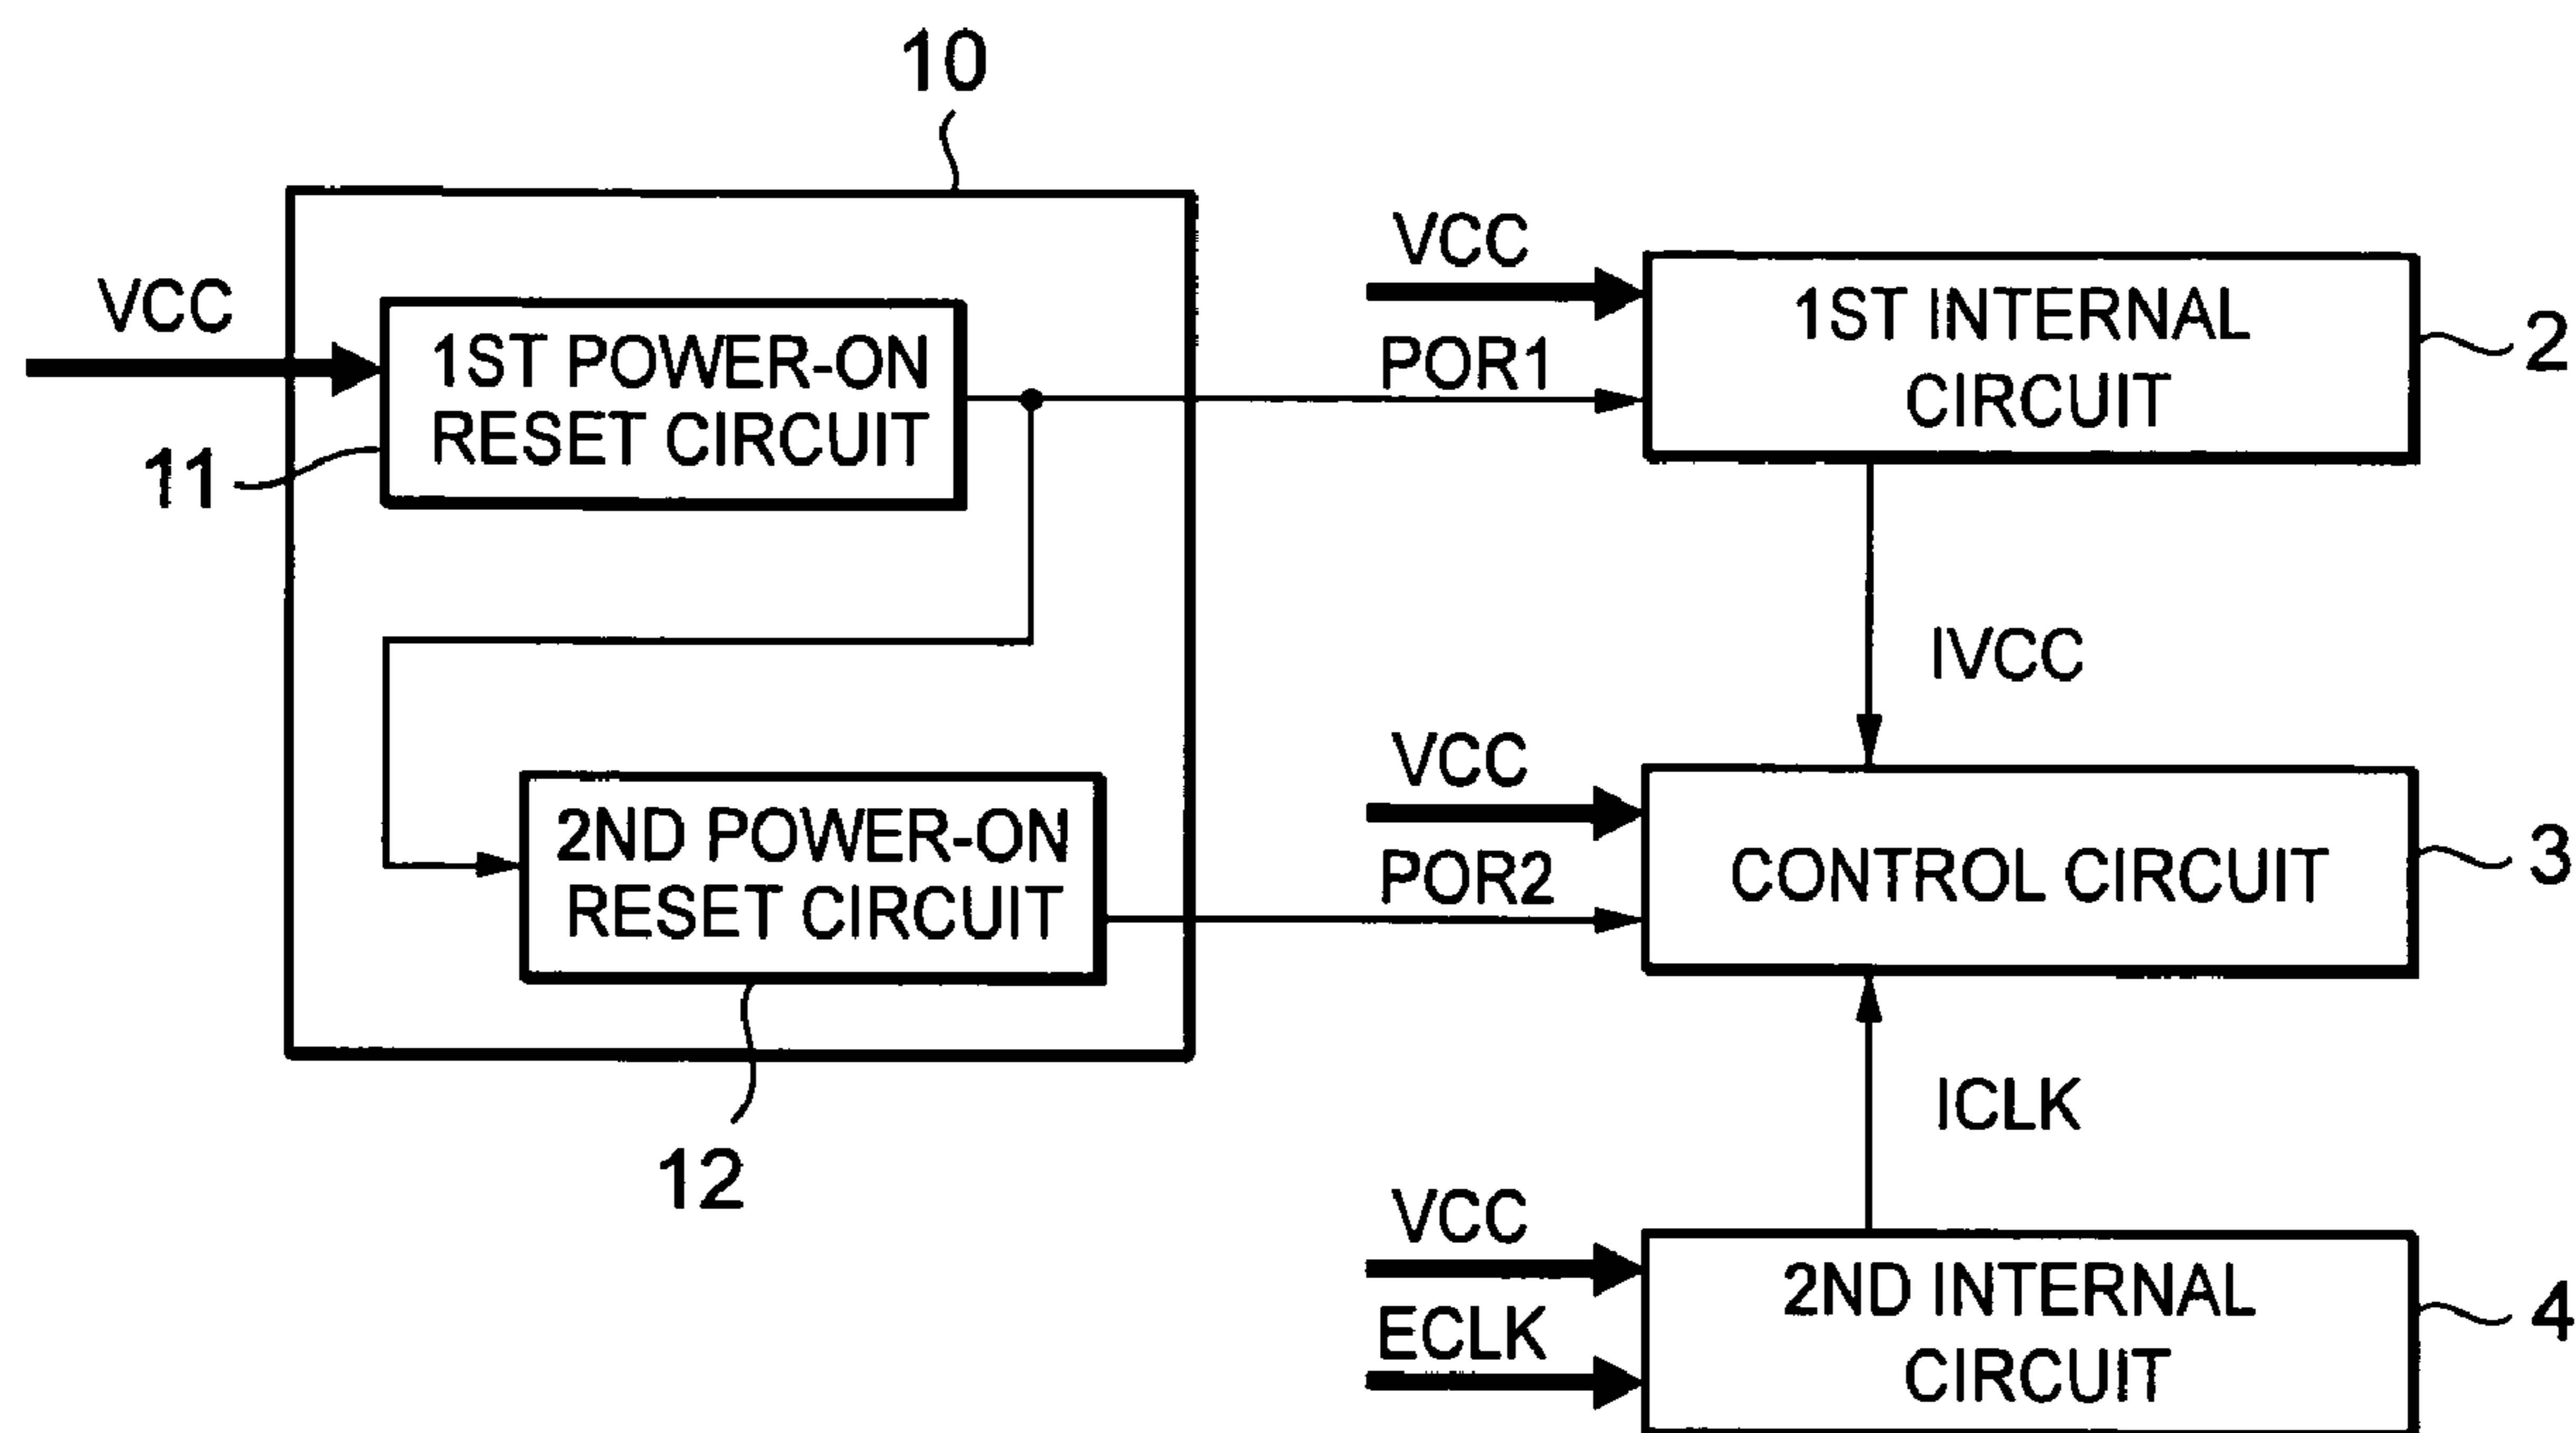 10
VCC
1ST POWER-ON
RESET CIRCUIT
11
2ND POWER-ON
RESET CIRCUIT
12
VCC
POR1
1ST INTERNAL
CIRCUIT
2
IVCC
VCC
POR2
CONTROL CIRCUIT
3
ICLK
VCC
ECLK
2ND INTERNAL
CIRCUIT
4